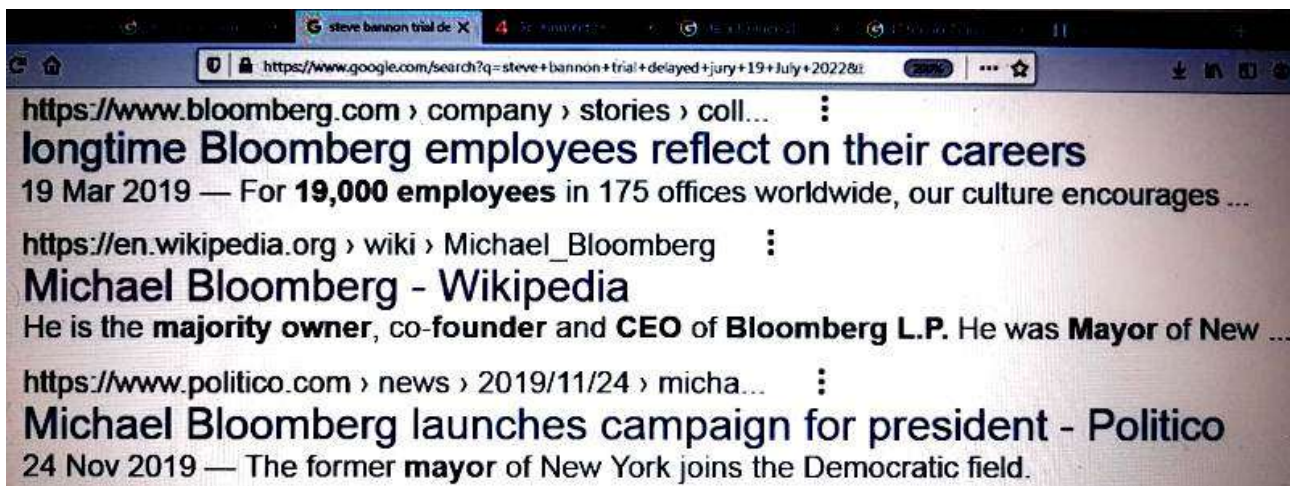 steve bannon trial de
https://www.google.com/search?q=steve+bannon+trial+delayed+jury+19+July+2022&
200%
https://www.bloomberg.com › company › stories › coll...
longtime Bloomberg employees reflect on their careers
19 Mar 2019 — For 19,000 employees in 175 offices worldwide, our culture encourages ...
https://en.wikipedia.org › wiki › Michael_Bloomberg
Michael Bloomberg - Wikipedia
He is the majority owner, co-founder and CEO of Bloomberg L.P. He was Mayor of New ...
https://www.politico.com › news › 2019/11/24 › micha...
Michael Bloomberg launches campaign for president - Politico
24 Nov 2019 — The former mayor of New York joins the Democratic field.